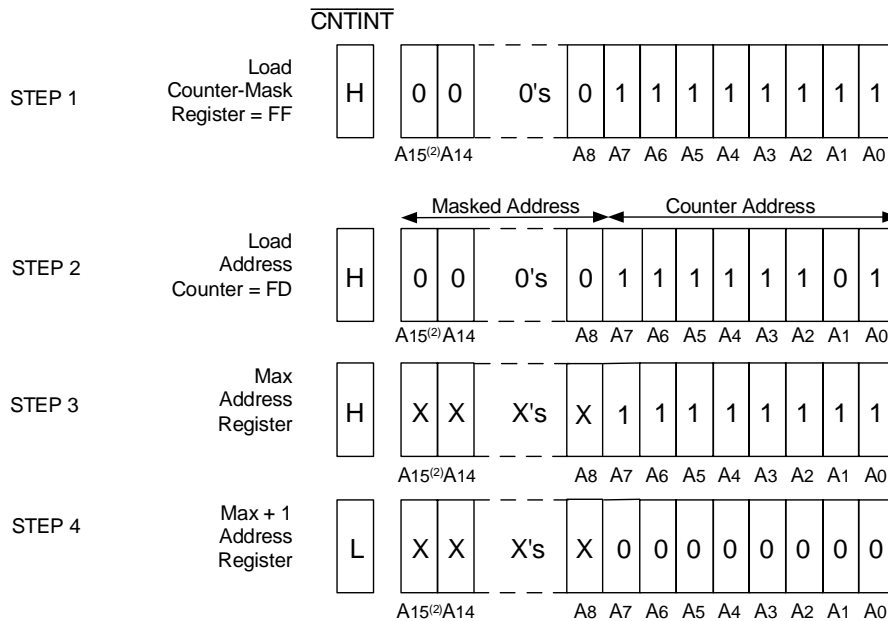 CNTINT
STEP 1
Load
Counter-Mask
Register = FF
H 0 0 0's 0 1 1 1 1 1 1 1 1
A15(2) A14 A8 A7 A6 A5 A4 A3 A2 A1 A0
Masked Address Counter Address
STEP 2
Load
Address
Counter = FD
H 0 0 0's 0 1 1 1 1 1 1 0 1
A15(2) A14 A8 A7 A6 A5 A4 A3 A2 A1 A0
STEP 3
Max
Address
Register
H X X X's X 1 1 1 1 1 1 1 1
A15(2) A14 A8 A7 A6 A5 A4 A3 A2 A1 A0
STEP 4
Max + 1
Address
Register
L X X X's X 0 0 0 0 0 0 0 0
A15(2) A14 A8 A7 A6 A5 A4 A3 A2 A1 A0